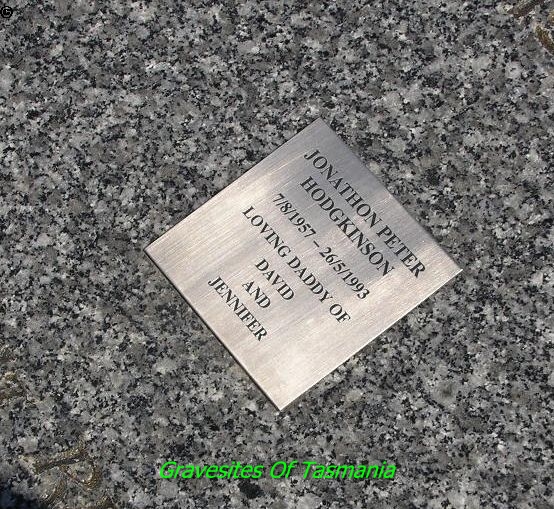 ©
JONATHON PETER
HODGKINSON
7/8/1957 – 26/5/1993
LOVING DADDY OF
DAVID
AND
JENNIFER
Gravesites Of Tasmania